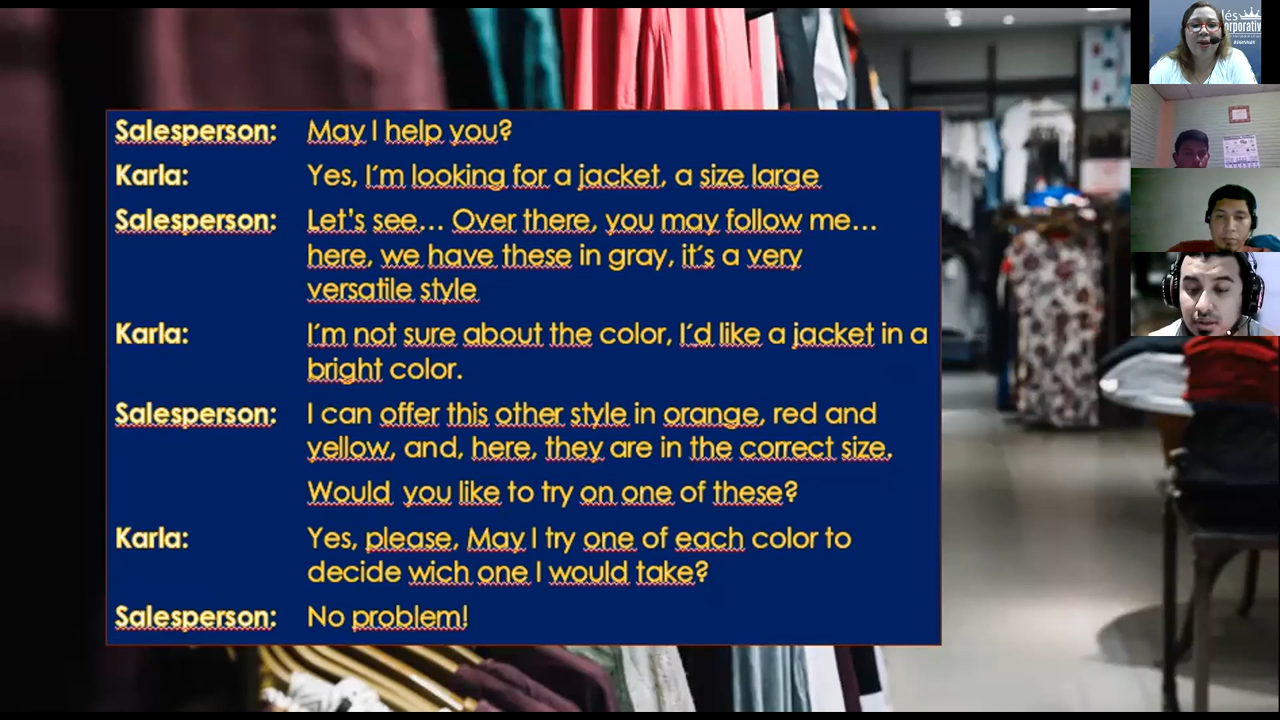 Salesperson: May I help you?
Karla: Yes, I´m looking for a jacket, a size large
Salesperson: Let's see... Over there, you may follow me...
here, we have these in gray, it´s a very
versatile style
Karla: I´m not sure about the color, I´d like a jacket in a
bright color.
Salesperson: I can offer this other style in orange, red and
yellow, and, here, they are in the correct size.
Would you like to try on one of these?
Karla: Yes, please, May I try one of each color to
decide wich one I would take?
Salesperson: No problem!